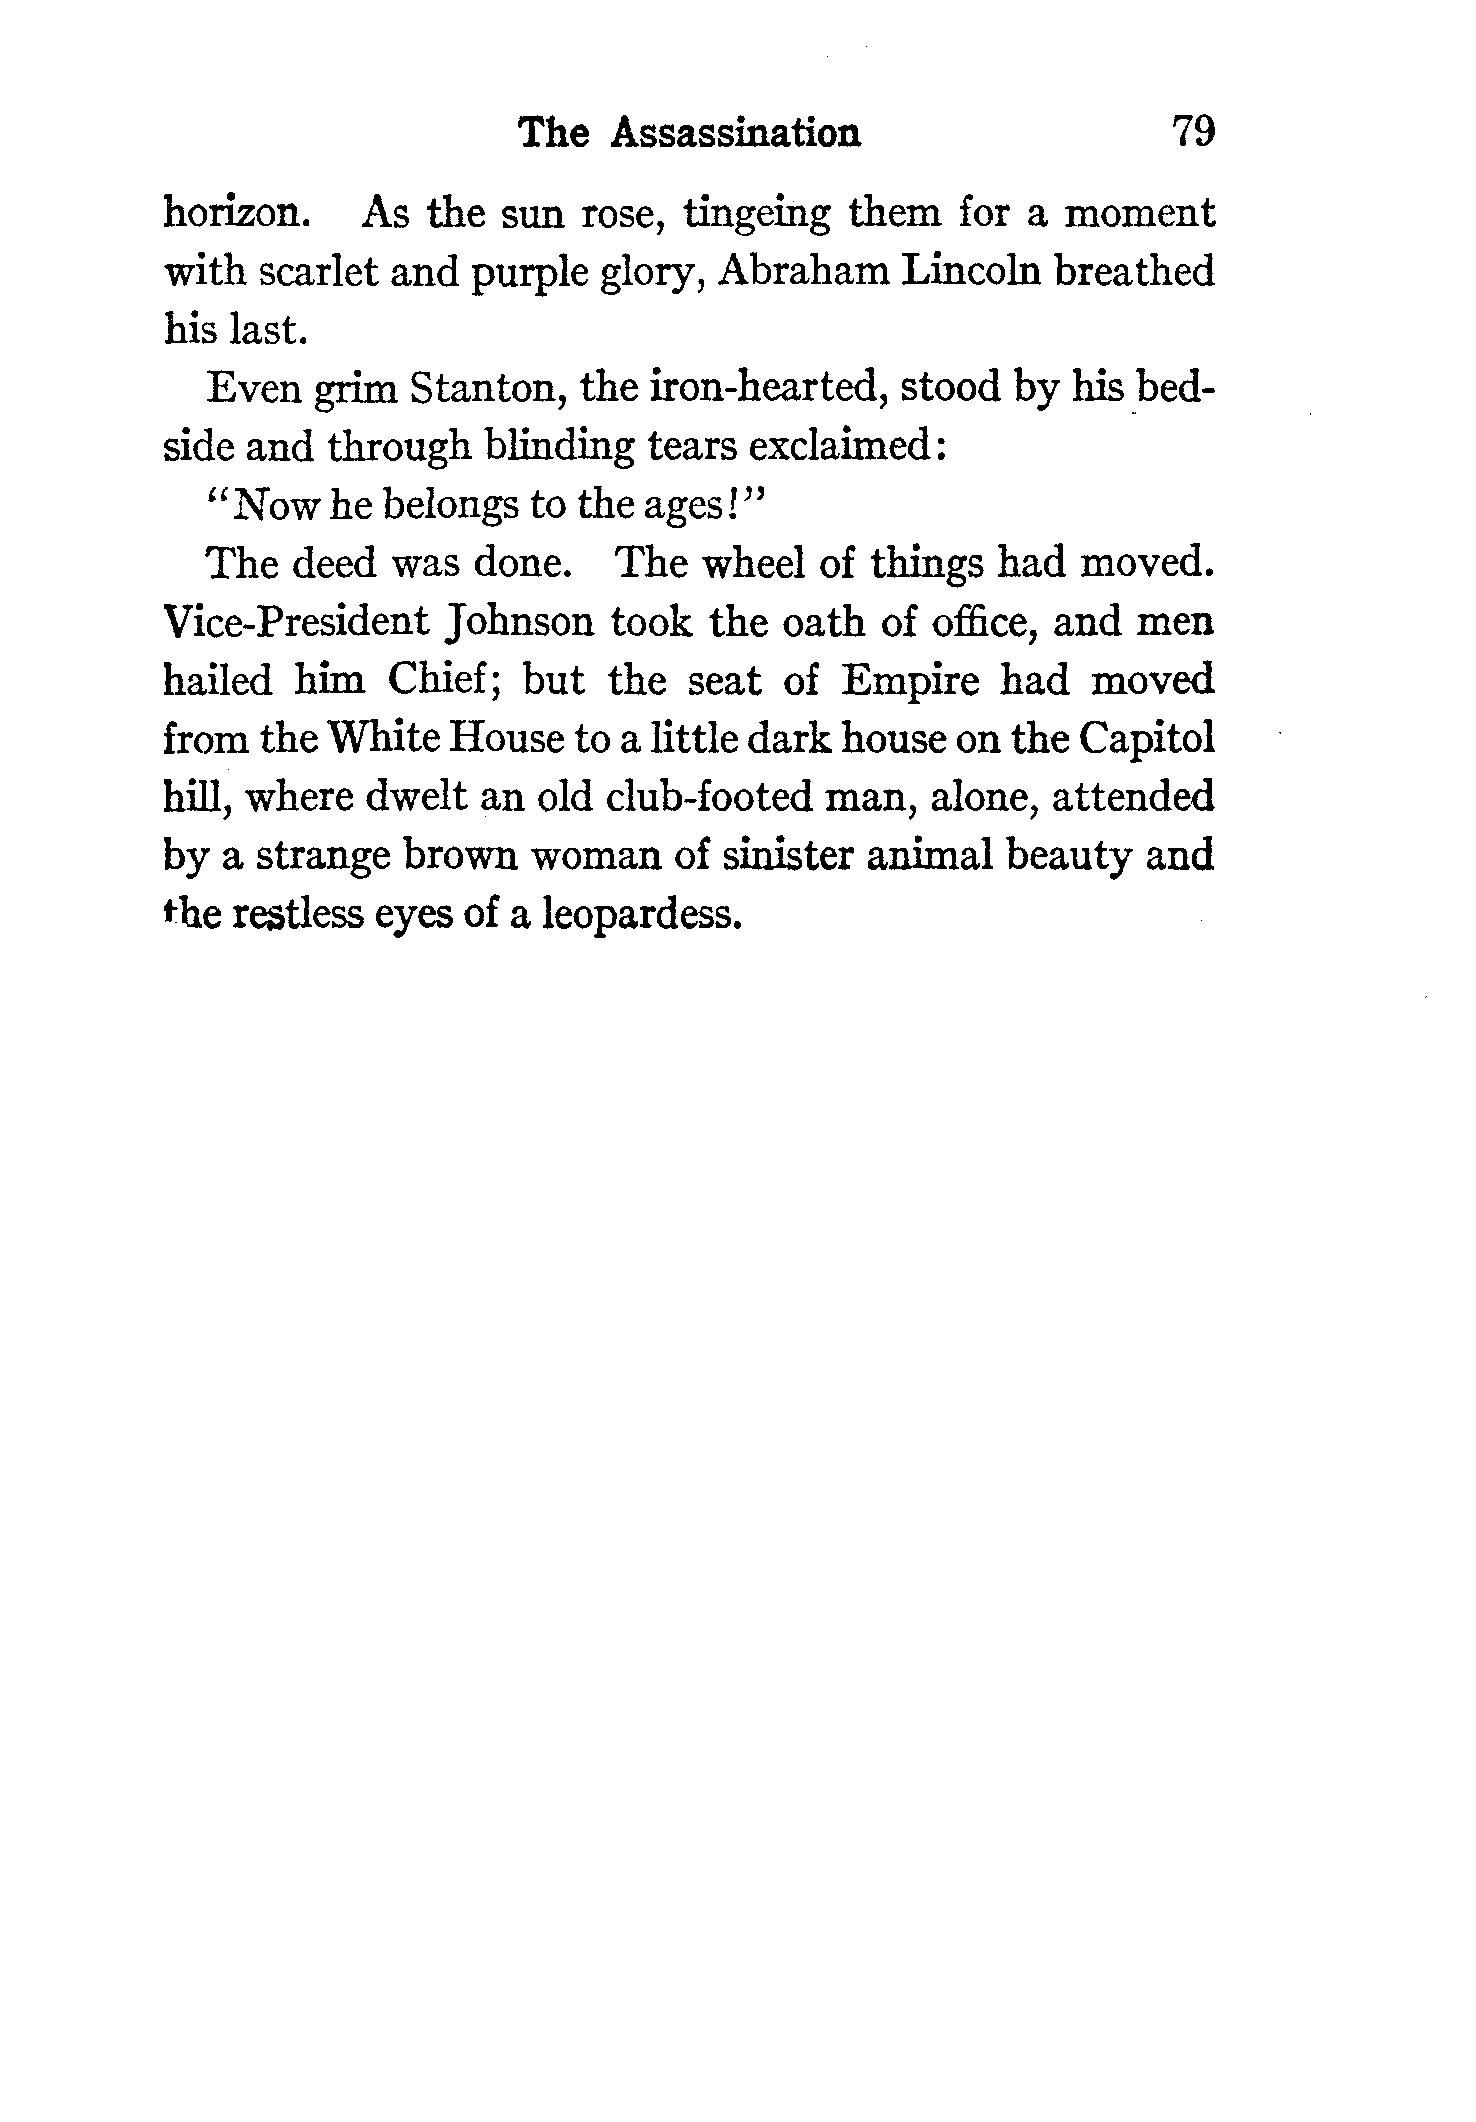 The Assassination 79
horizon. As the sun rose, tingeing them for a moment
with scarlet and purple glory, Abraham Lincoln breathed
his last.
Even grim Stanton, the iron-hearted, stood by his bed-
side and through blinding tears exclaimed:
"Now he belongs to the ages!"
The deed was done. The wheel of things had moved.
Vice-President Johnson took the oath of office, and men
hailed him Chief; but the seat of Empire had moved
from the White House to a little dark house on the Capitol
hill, where dwelt an old club-footed man, alone, attended
by a strange brown woman of sinister animal beauty and
the restless eyes of a leopardess.